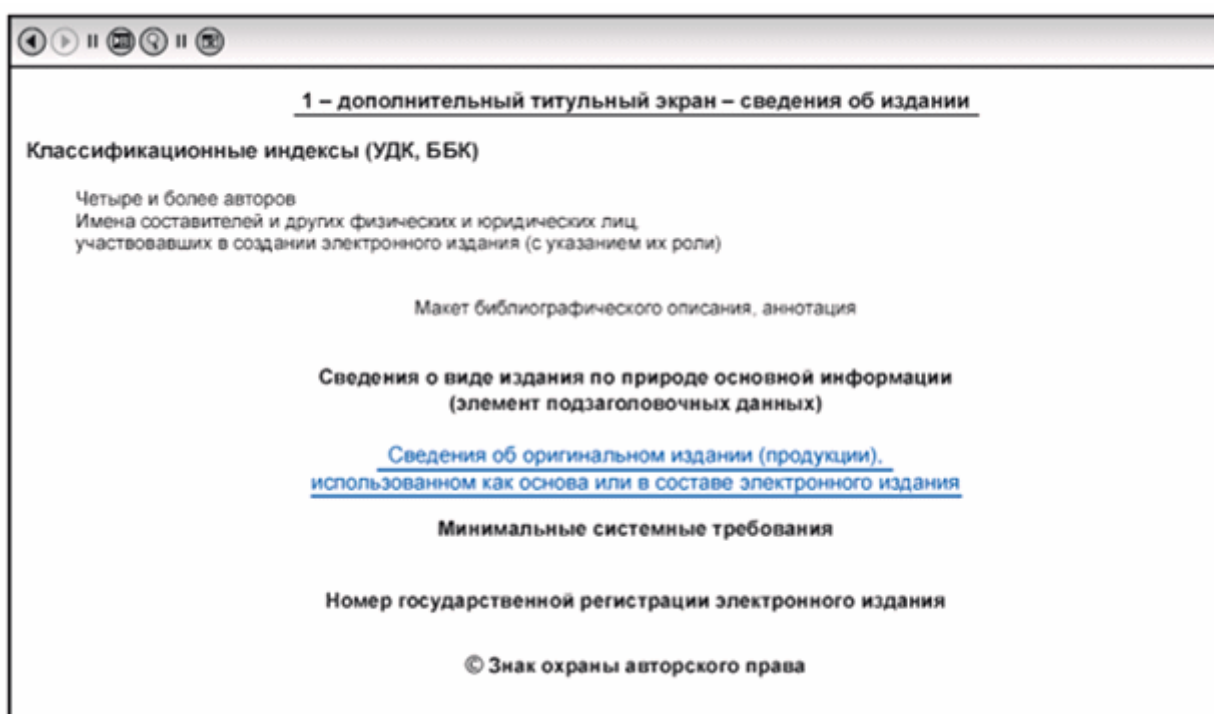 1 – дополнительный титульный экран – сведения об издании
Классификационные индексы (УДК, ББК)
Четыре и более авторов
Имена составителей и других физических и юридических лиц,
участвовавших в создании электронного издания (с указанием их роли)
Макет библиографического описания, аннотация
Сведения о виде издания по природе основной информации
(элемент подзаголовочных данных)
Сведения об оригинальном издании (продукции),
использованном как основа или в составе электронного издания
Минимальные системные требования
Номер государственной регистрации электронного издания
© Знак охраны авторского права